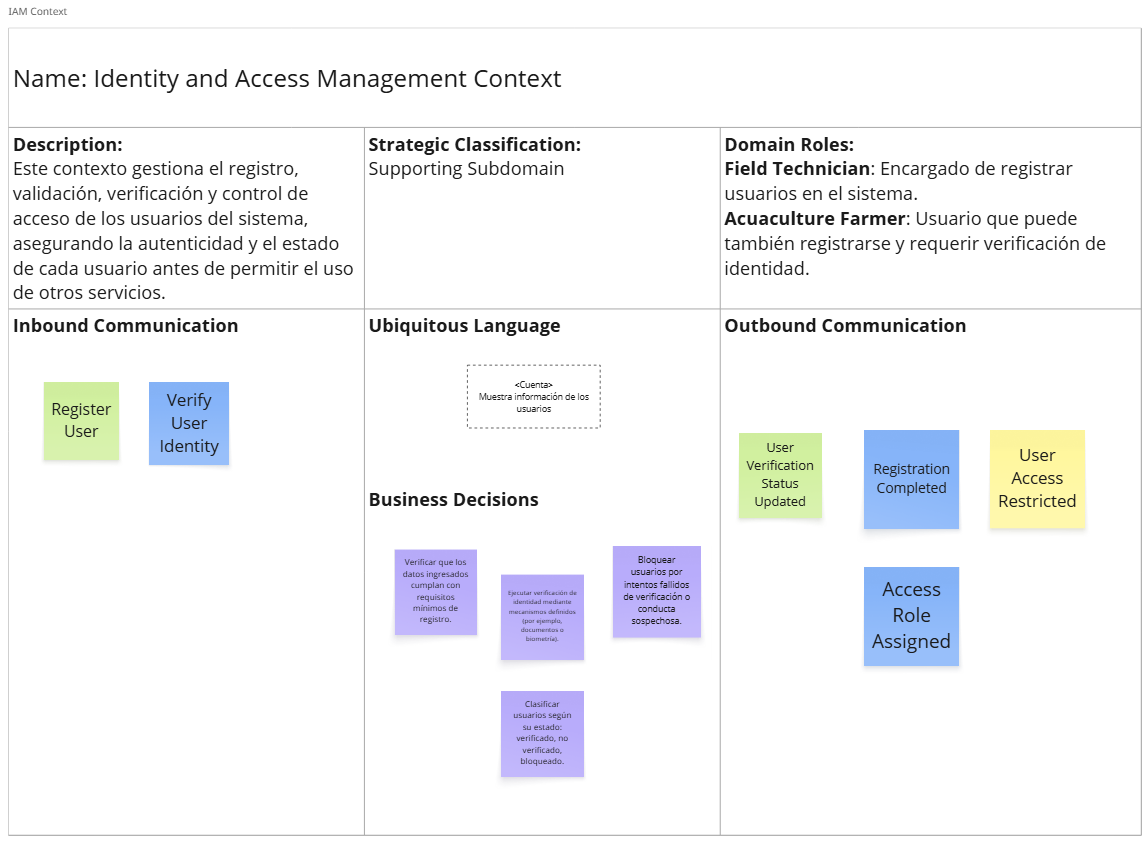 IAM Context
Name: Identity and Access Management Context
Description:
Este contexto gestiona el registro,
validación, verificación y control de
acceso de los usuarios del sistema,
asegurando la autenticidad y el estado
de cada usuario antes de permitir el uso
de otros servicios.
Strategic Classification:
Supporting Subdomain
Domain Roles:
Field Technician: Encargado de registrar
usuarios en el sistema.
Acuaculture Farmer: Usuario que puede
también registrarse y requerir verificación de
identidad.
Inbound Communication
Register
User
Verify
User
Identity
Ubiquitous Language
<Cuenta>
Muestra información de los
usuarios
Business Decisions
Verificar que los
datos ingresados
cumplan con
requisitos
mínimos de
registro.
Ejecutar verificación de
identidad mediante
mecanismos definidos
(por ejemplo,
documentos o
biometría).
Bloquear
usuarios por
intentos fallidos
de verificación o
conducta
sospechosa.
Clasificar
usuarios según
su estado:
verificado, no
verificado,
bloqueado.
Outbound Communication
User
Verification
Status
Updated
Registration
Completed
User
Access
Restricted
Access
Role
Assigned